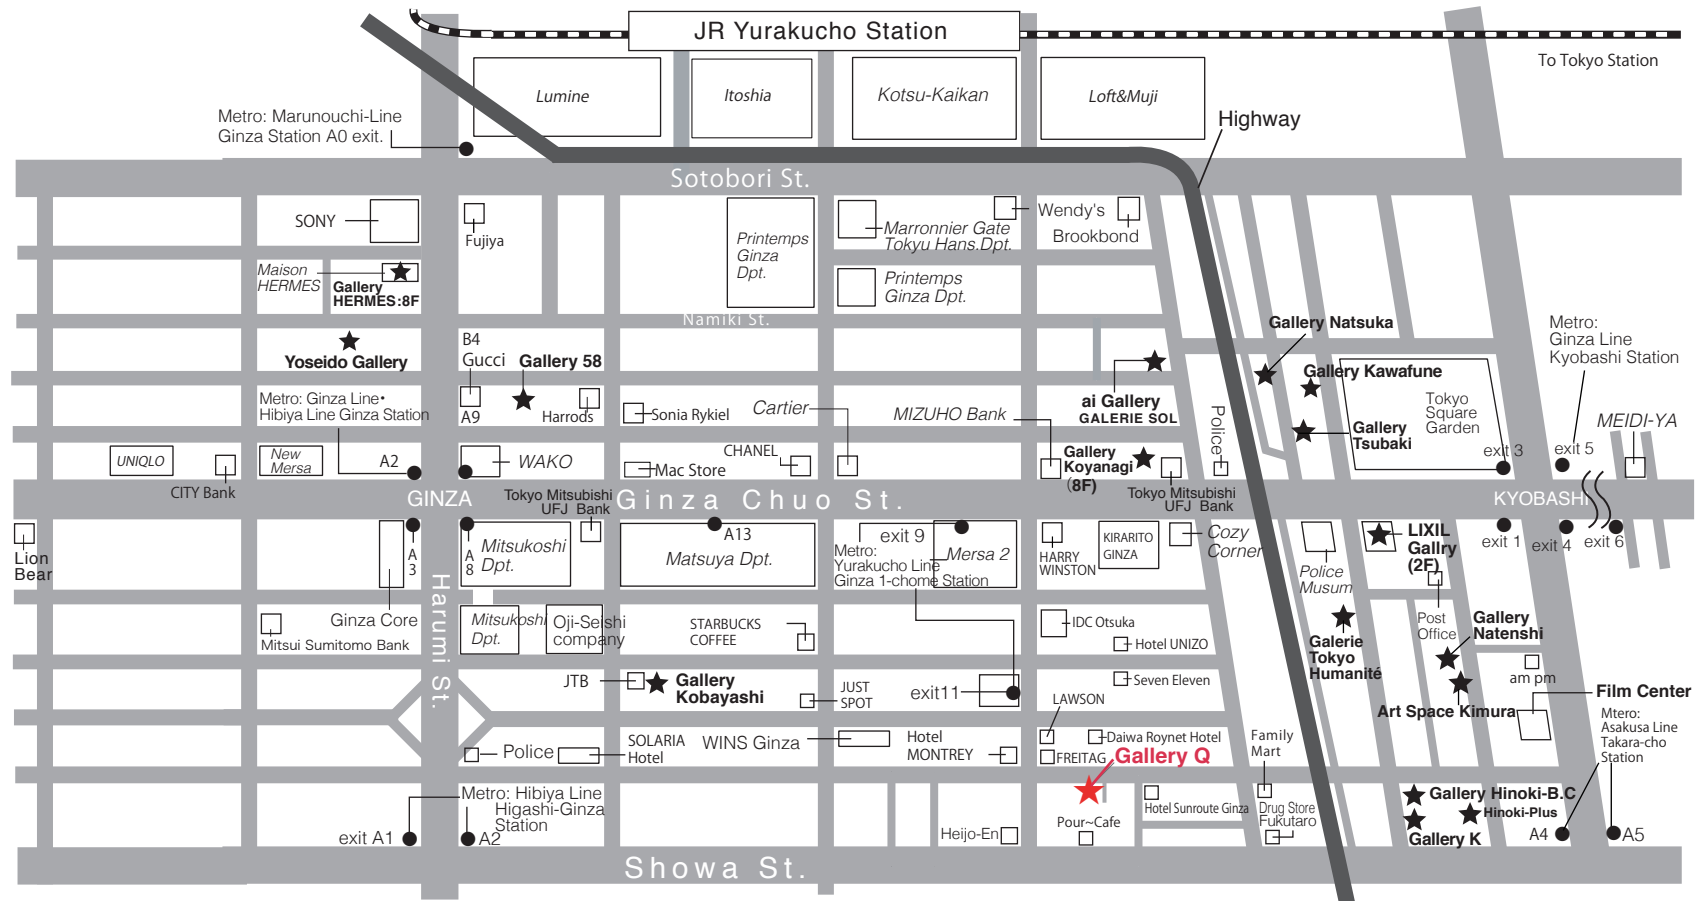 JR Yurakucho Station
To Tokyo Station
Lumine
Itoshia
Kotsu-Kaikan
Loft&Muji
Metro: Marunouchi-Line
Ginza Station A0 exit.
Highway
Sotobori St.
SONY
Fujiya
Printemps
Ginza
Dpt.
Marronnier Gate
Tokyu Hans.Dpt.
Wendy's
Brookbond
Maison
HERMES
Gallery
HERMES:8F
Printemps
Ginza Dpt.
Namiki St.
Yoseido Gallery
B4
Gucci
A9
Gallery 58
Harrods
Gallery Natsuka
Metro:
Ginza Line
Kyobashi Station
Gallery Kawafune
Tokyo
Square
Garden
Metro: Ginza Line•
Hibiya Line Ginza Station
Sonia Rykiel
Cartier
MIZUHO Bank
ai Gallery
GALERIE SOL
Police
Gallery
Tsubaki
exit 3
exit 5
MEIDI-YA
UNIQLO
CITY Bank
New
Mersa
A2
WAKO
Mac Store
CHANEL
Gallery
Koyanagi
(8F)
Tokyo Mitsubishi
UFJ Bank
GINZA
Tokyo Mitsubishi
UFJ Bank
Ginza Chuo St.
KYOBASHI
Lion
Bear
A
3
A
8
Mitsukoshi
Dpt.
A13
Matsuya Dpt.
exit 9
Metro:
Yurakucho Line
Ginza 1-chome Station
Mersa 2
HARRY
WINSTON
KIRARITO
GINZA
Cozy
Corner
Police
Musum
LIXIL
Gallry
(2F)
exit 1
exit 4
exit 6
Harumi St.
Ginza Core
Mitsui Sumitomo Bank
Mitsukoshi
Dpt.
Oji-Seishi
company
STARBUCKS
COFFEE
IDC Otsuka
Hotel UNIZO
Post
Office
Gallery
Natenshi
Galerie
Tokyo
Humanité
am pm
JTB
Gallery
Kobayashi
JUST
SPOT
exit11
Seven Eleven
LAWSON
Art Space Kimura
Film Center
Mtero:
Asakusa Line
Takara-cho
Station
Police
SOLARIA
Hotel
WINS Ginza
Hotel
MONTREY
Daiwa Roynet Hotel
FREITAG
Gallery Q
Family
Mart
Metro: Hibiya Line
Higashi-Ginza
Station
exit A1
A2
Heijo-En
Pour~Cafe
Hotel Sunroute Ginza
Drug Store
Fukutaro
Gallery Hinoki-B.C
Hinoki-Plus
Gallery K
A4
A5
Showa St.